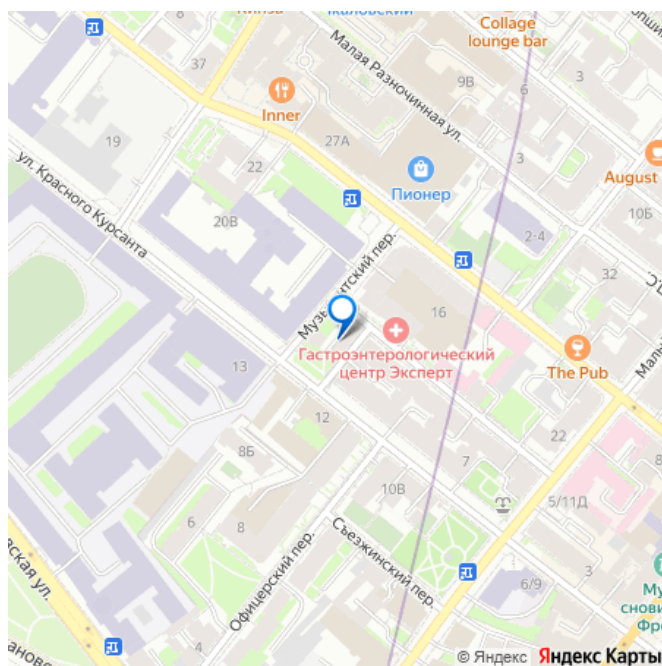 Collage
lounge bar
Малая Разночинная ул.
37
9В
6
Inner
27А
3
19
22
Пионер
August
10Б
ул. Красного Курсанта
20В
2-4
32
16
13
Гастроэнтерологический
центр Эксперт
The Pub
12
22
8Б
7
8
10В
5/11Д
6
8
3
Съезжинский пер.
Офицерский пер.
6/9
3
© Яндекс Яндекс Карты